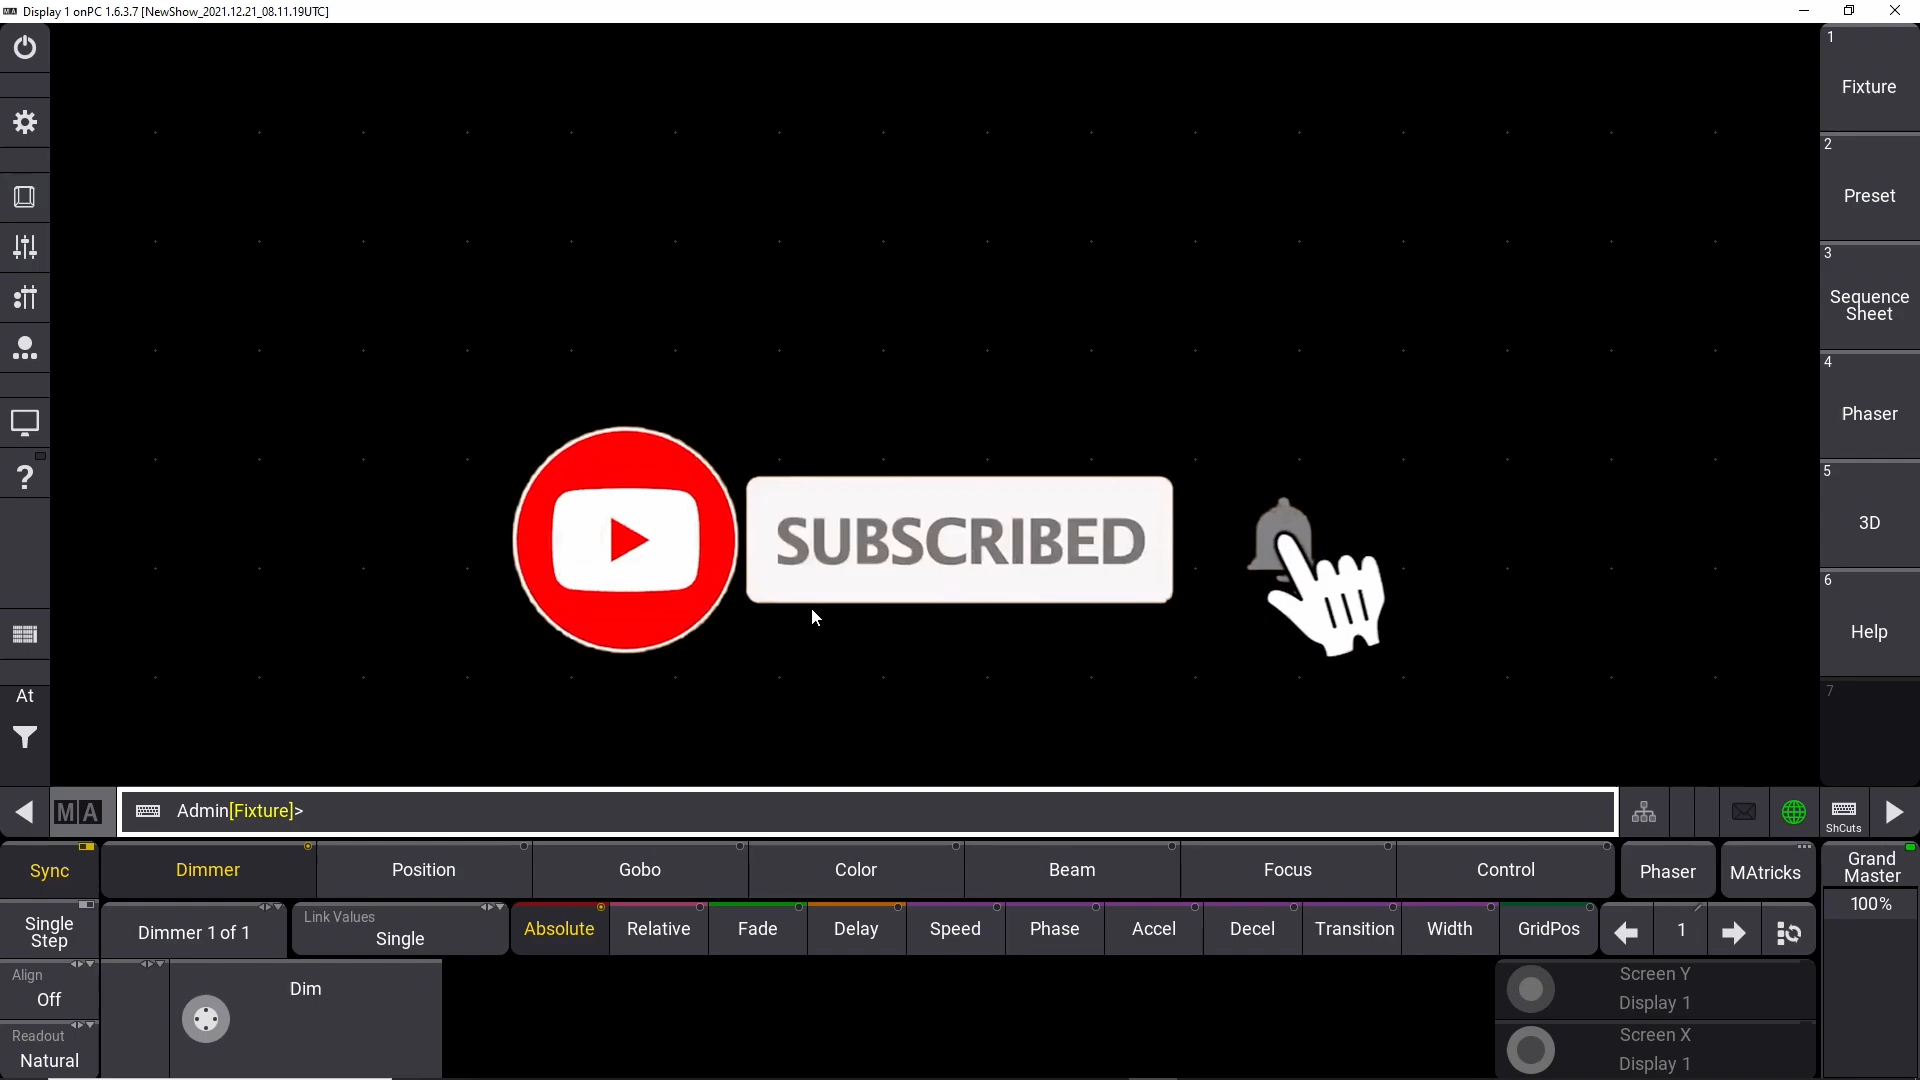 Display 1 onPC 1.6.3.7 [NewShow_2021.12.21_08.11.19UTC]
1
Fixture
2
Preset
3
Sequence
Sheet
4
Phaser
5
3D
6
Help
7
SUBSCRIBED
?
At
MA
Admin[Fixture]>
ShCuts
Sync
Dimmer
Position
Gobo
Color
Beam
Focus
Control
Phaser
MAtricks
Grand
Master
100%
Single
Step
Dimmer 1 of 1
Link Values
Single
Absolute
Relative
Fade
Delay
Speed
Phase
Accel
Decel
Transition
Width
GridPos
1
Align
Off
Dim
Screen Y
Display 1
Readout
Natural
Screen X
Display 1